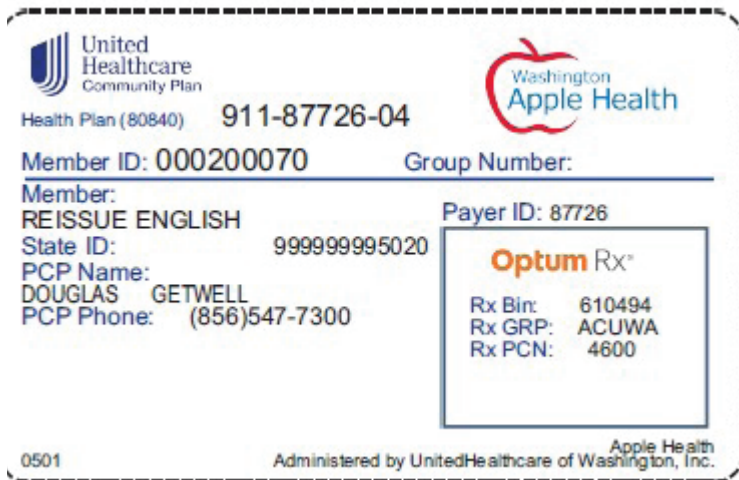 United
Healthcare
Community Plan
Washington
Apple Health
Health Plan (80840) 911-87726-04
Member ID: 000200070 Group Number:
Member:
REISSUE ENGLISH
State ID: 999999995020
PCP Name:
DOUGLAS GETWELL
PCP Phone: (856)547-7300
Payer ID: 87726
Optum Rx®
Rx Bin: 610494
Rx GRP: ACUWA
Rx PCN: 4600
0501
Apple Health
Administered by UnitedHealthcare of Washington, Inc.